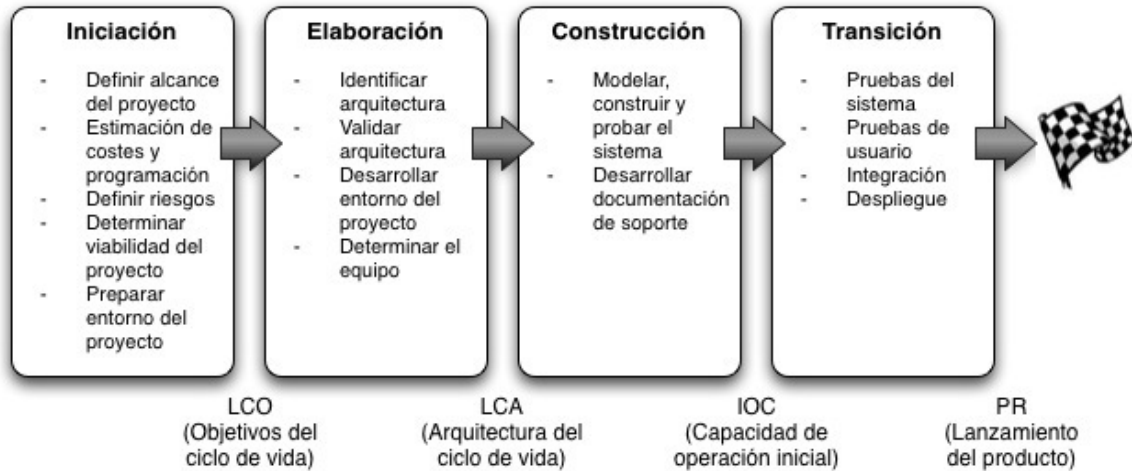 Iniciación
- Definir alcance
del proyecto
- Estimación de
costes y
programación
- Definir riesgos
- Determinar
viabilidad del
proyecto
- Preparar
entorno del
proyecto
Elaboración
- Identificar
arquitectura
- Validar
arquitectura
- Desarrollar
entorno del
proyecto
- Determinar el
equipo
Construcción
- Modelar,
construir y
probar el
sistema
- Desarrollar
documentación
de soporte
Transición
- Pruebas del
sistema
- Pruebas de
usuario
- Integración
- Despliegue
LCO
(Objetivos del
ciclo de vida)
LCA
(Arquitectura del
ciclo de vida)
IOC
(Capacidad de
operación inicial)
PR
(Lanzamiento
del producto)